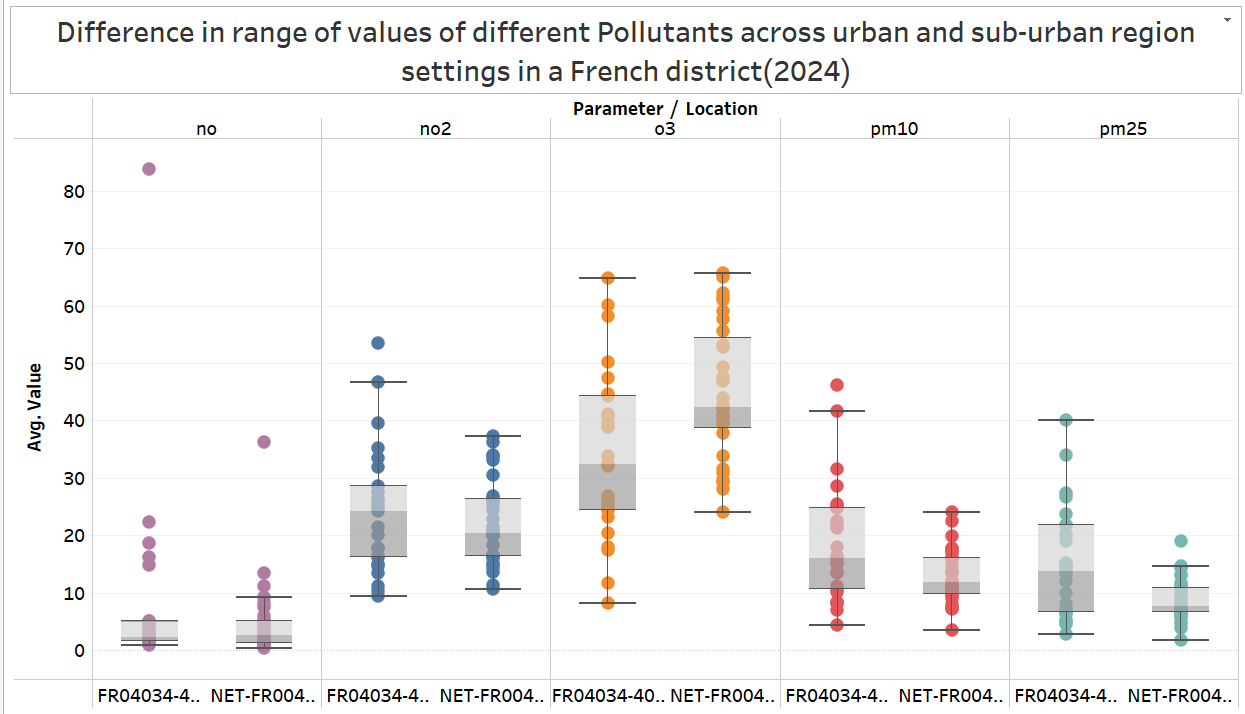 Difference in range of values of different Pollutants across urban and sub-urban region
settings in a French district(2024)
Parameter / Location
no no2 o3 pm10 pm25
80
70
60
50
40
30
20
10
0
Avg. Value
FR04034-4.. NET-FR004.. FR04034-4.. NET-FR004.. FR04034-40.. NET-FR004.. FR04034-4.. NET-FR004.. FR04034-4.. NET-FR004..